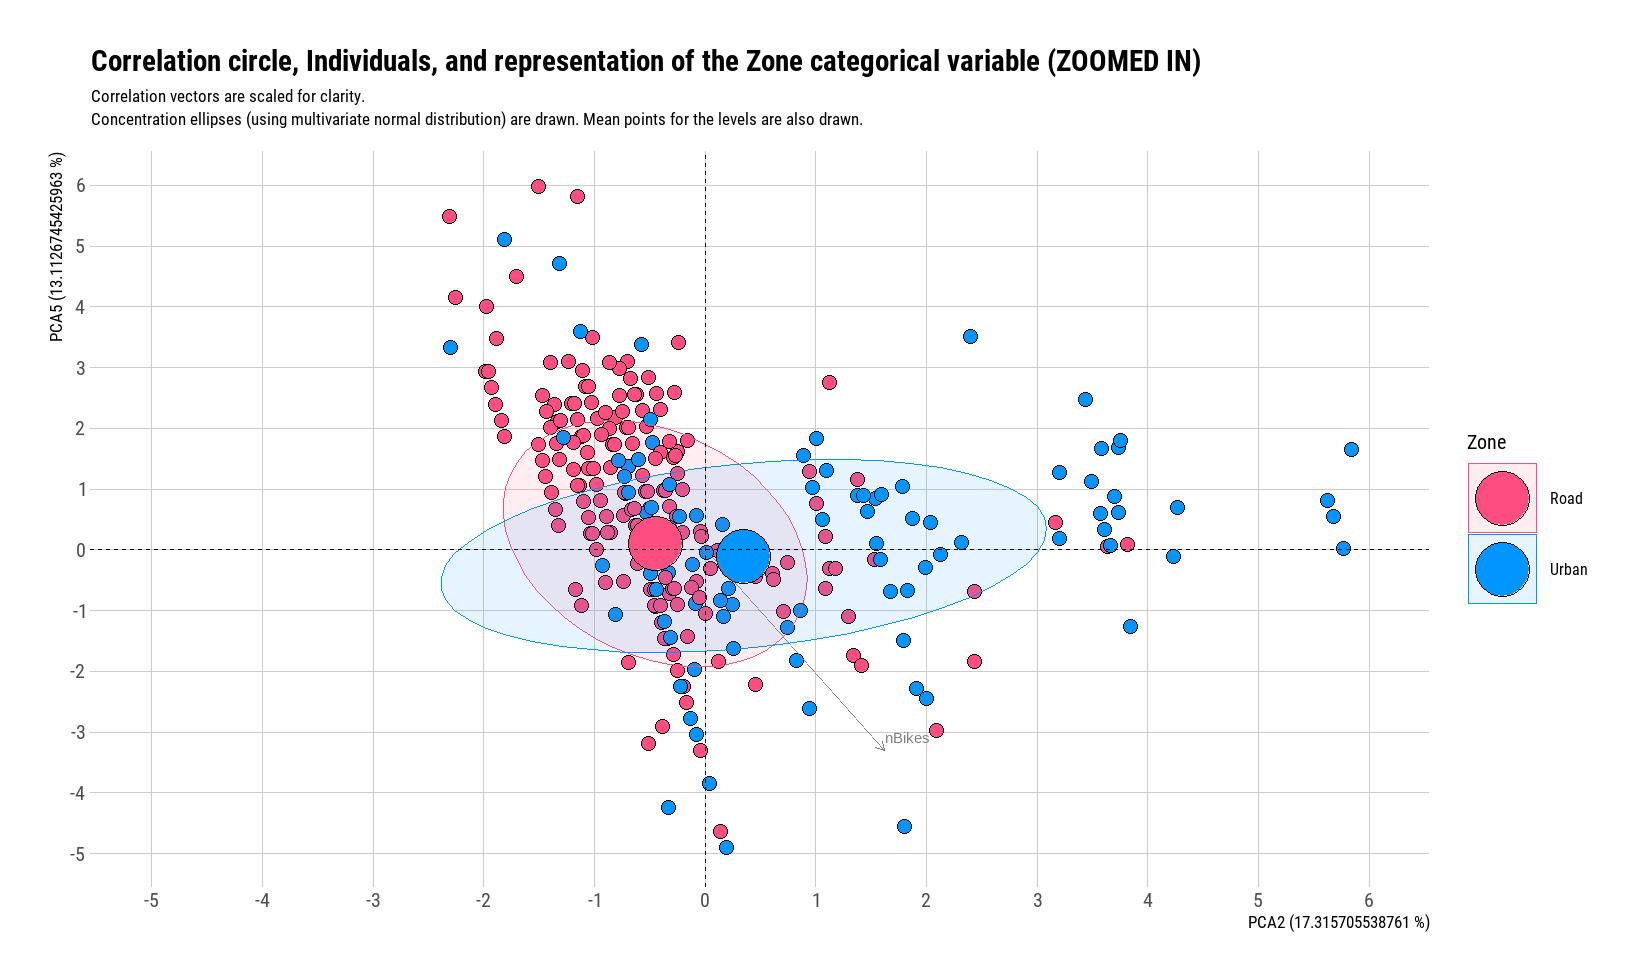 Correlation circle, Individuals, and representation of the Zone categorical variable (ZOOMED IN)
Correlation vectors are scaled for clarity.
Concentration ellipses (using multivariate normal distribution) are drawn. Mean points for the levels are also drawn.
PCA5 (13.1126745425963 %)
6
5
4
3
2
1
0
-1
-2
-3
-4
-5
nBikes
-5
-4
-3
-2
-1
0
1
2
3
4
5
6
PCA2 (17.315705538761 %)
Zone
Road
Urban